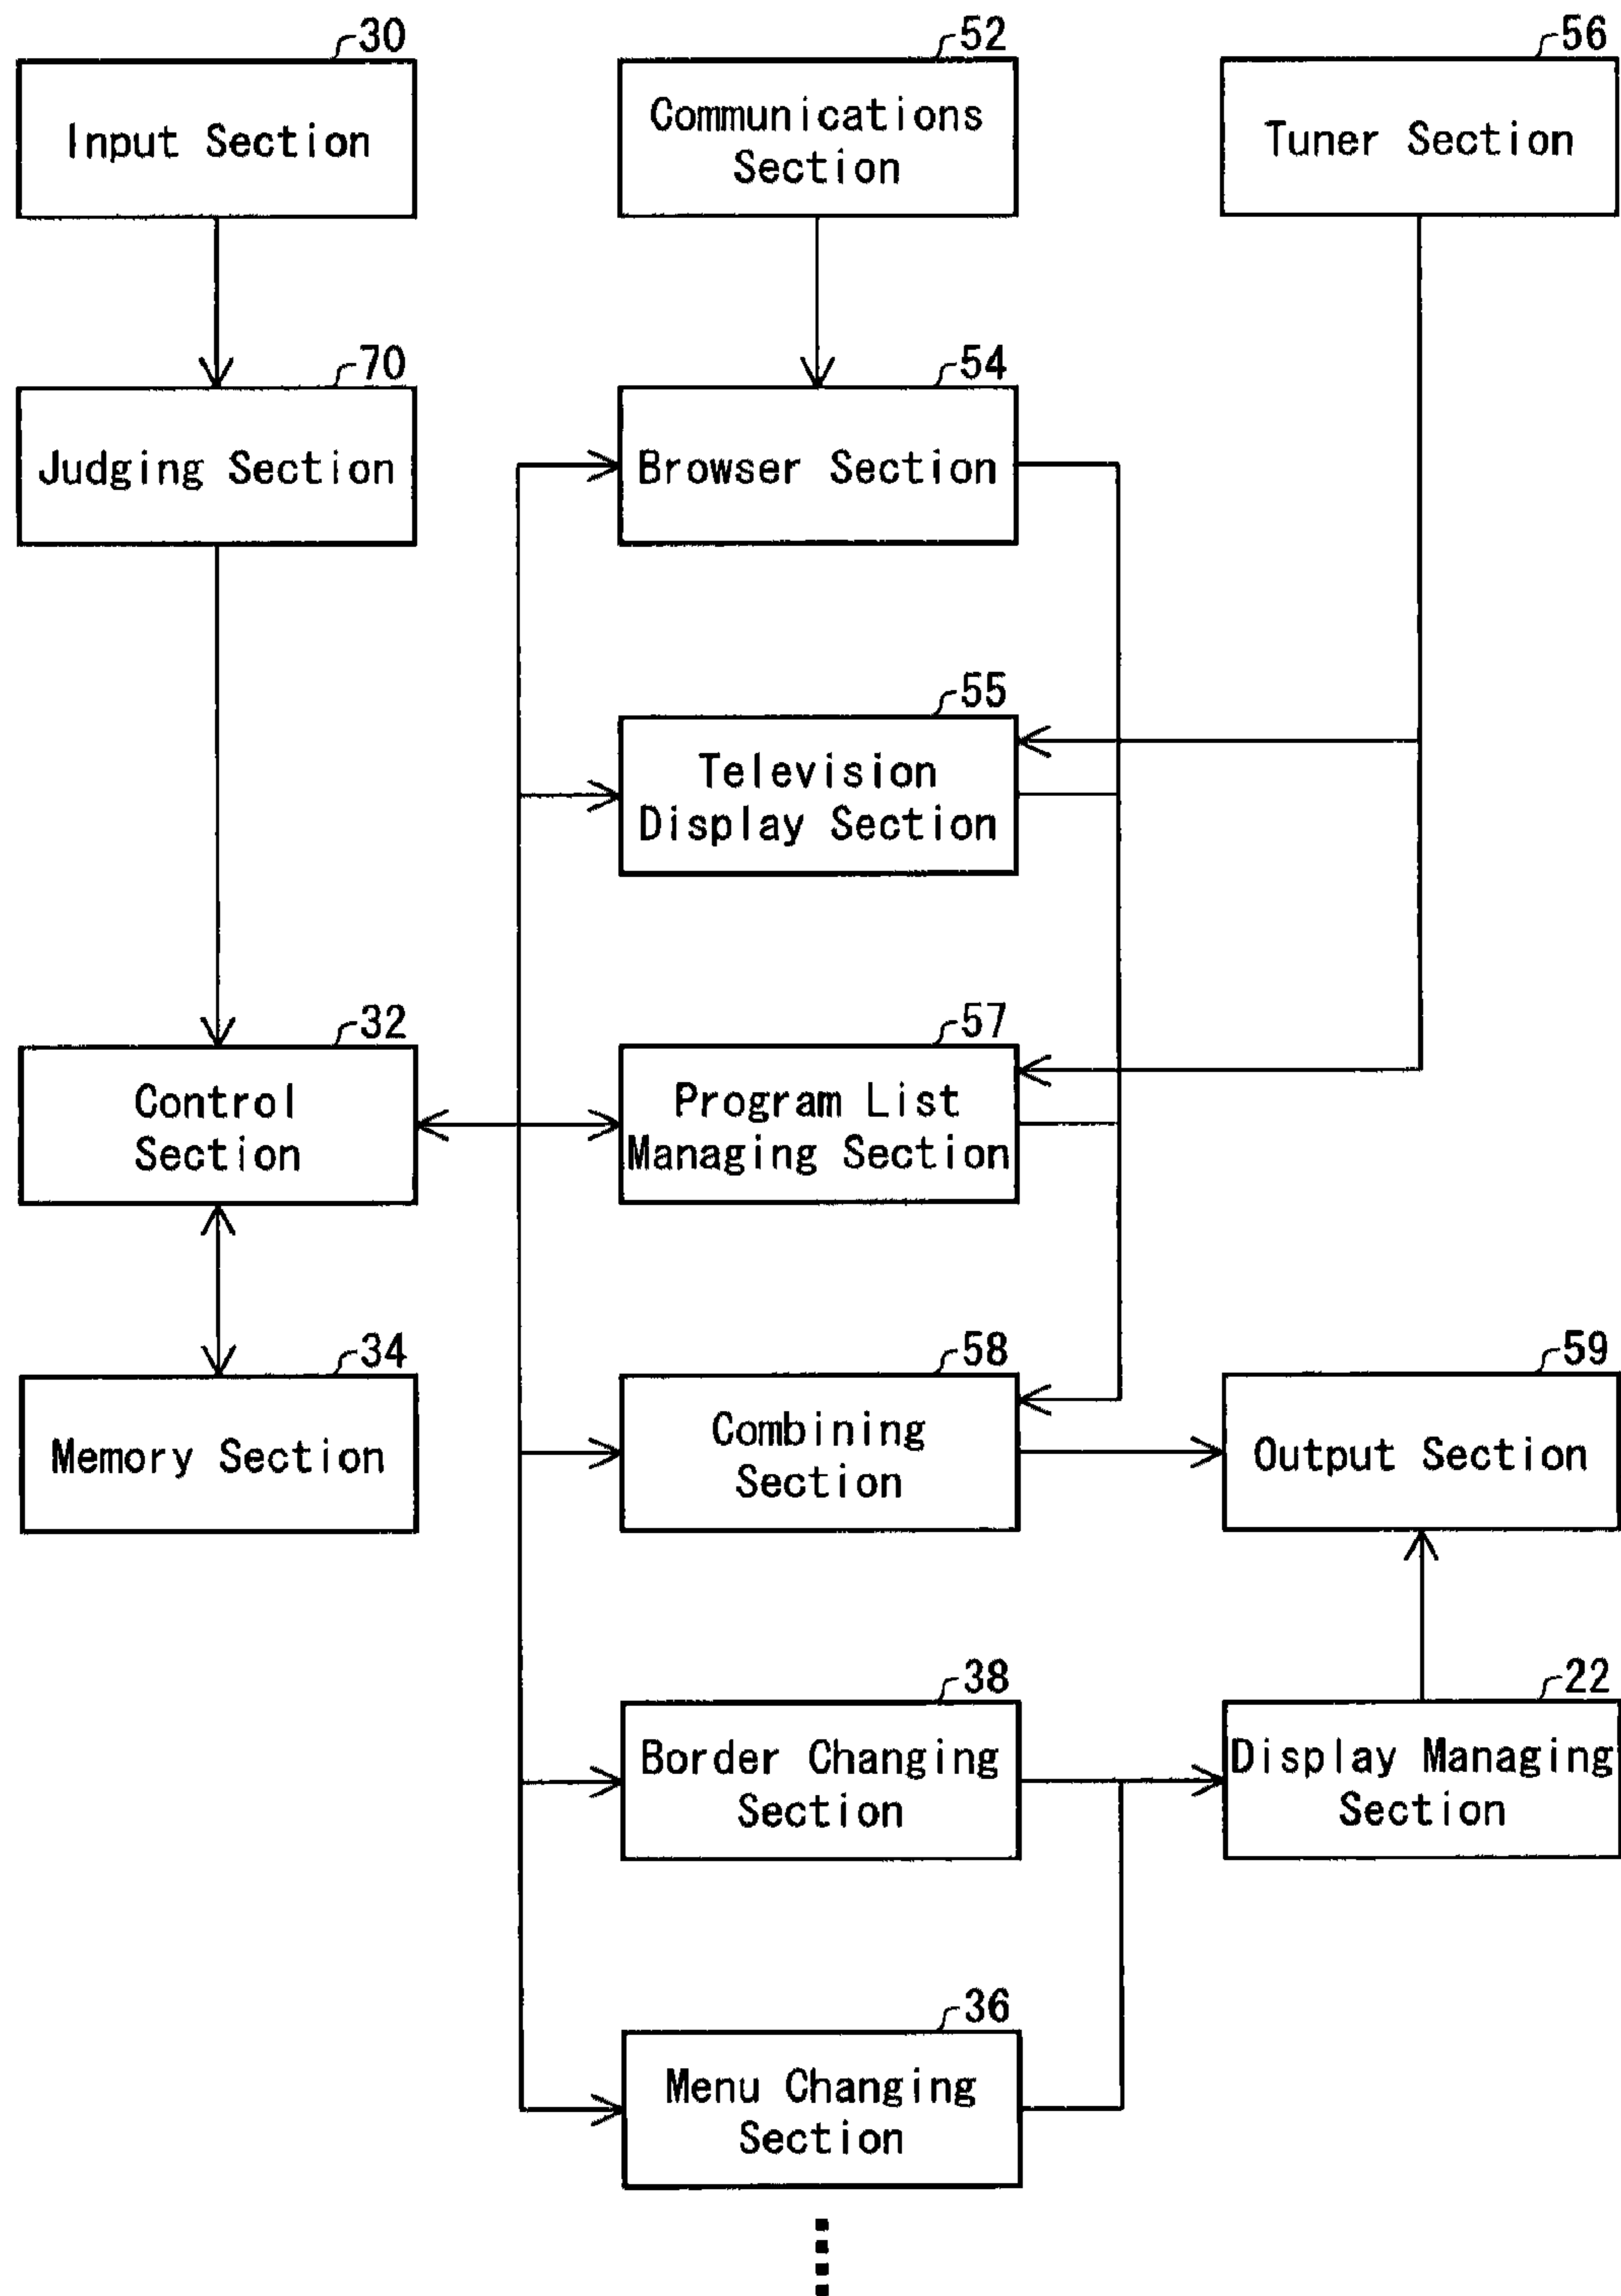 30
Input Section
52
Communications
Section
56
Tuner Section
70
Judging Section
54
Browser Section
55
Television
Display Section
32
Control
Section
57
Program List
Managing Section
34
Memory Section
58
Combining
Section
59
Output Section
38
Border Changing
Section
22
Display Managing
Section
36
Menu Changing
Section